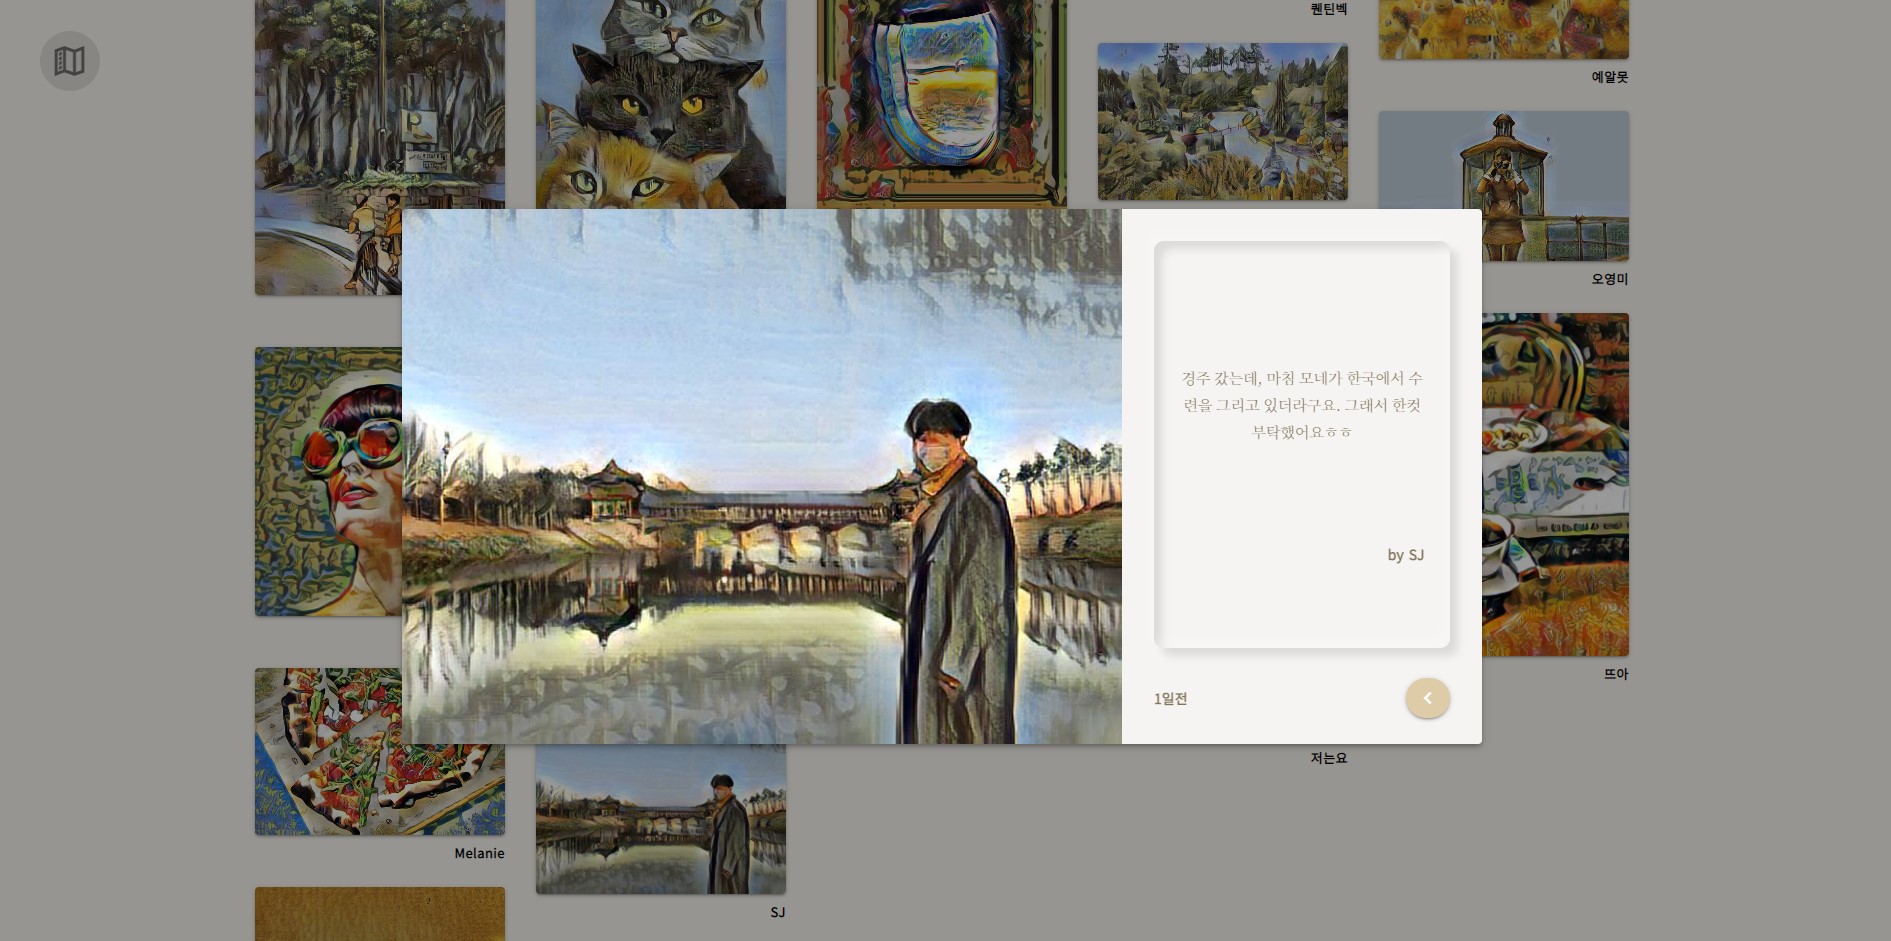 퀜틴벡
예알못
오영미
경주 갔는데, 마침 모네가 한국에서 수
련을 그리고 있더라구요. 그래서 한컷
부탁했어요ㅎㅎ
by SJ
뜨아
1일전
저는요
Melanie
SJ